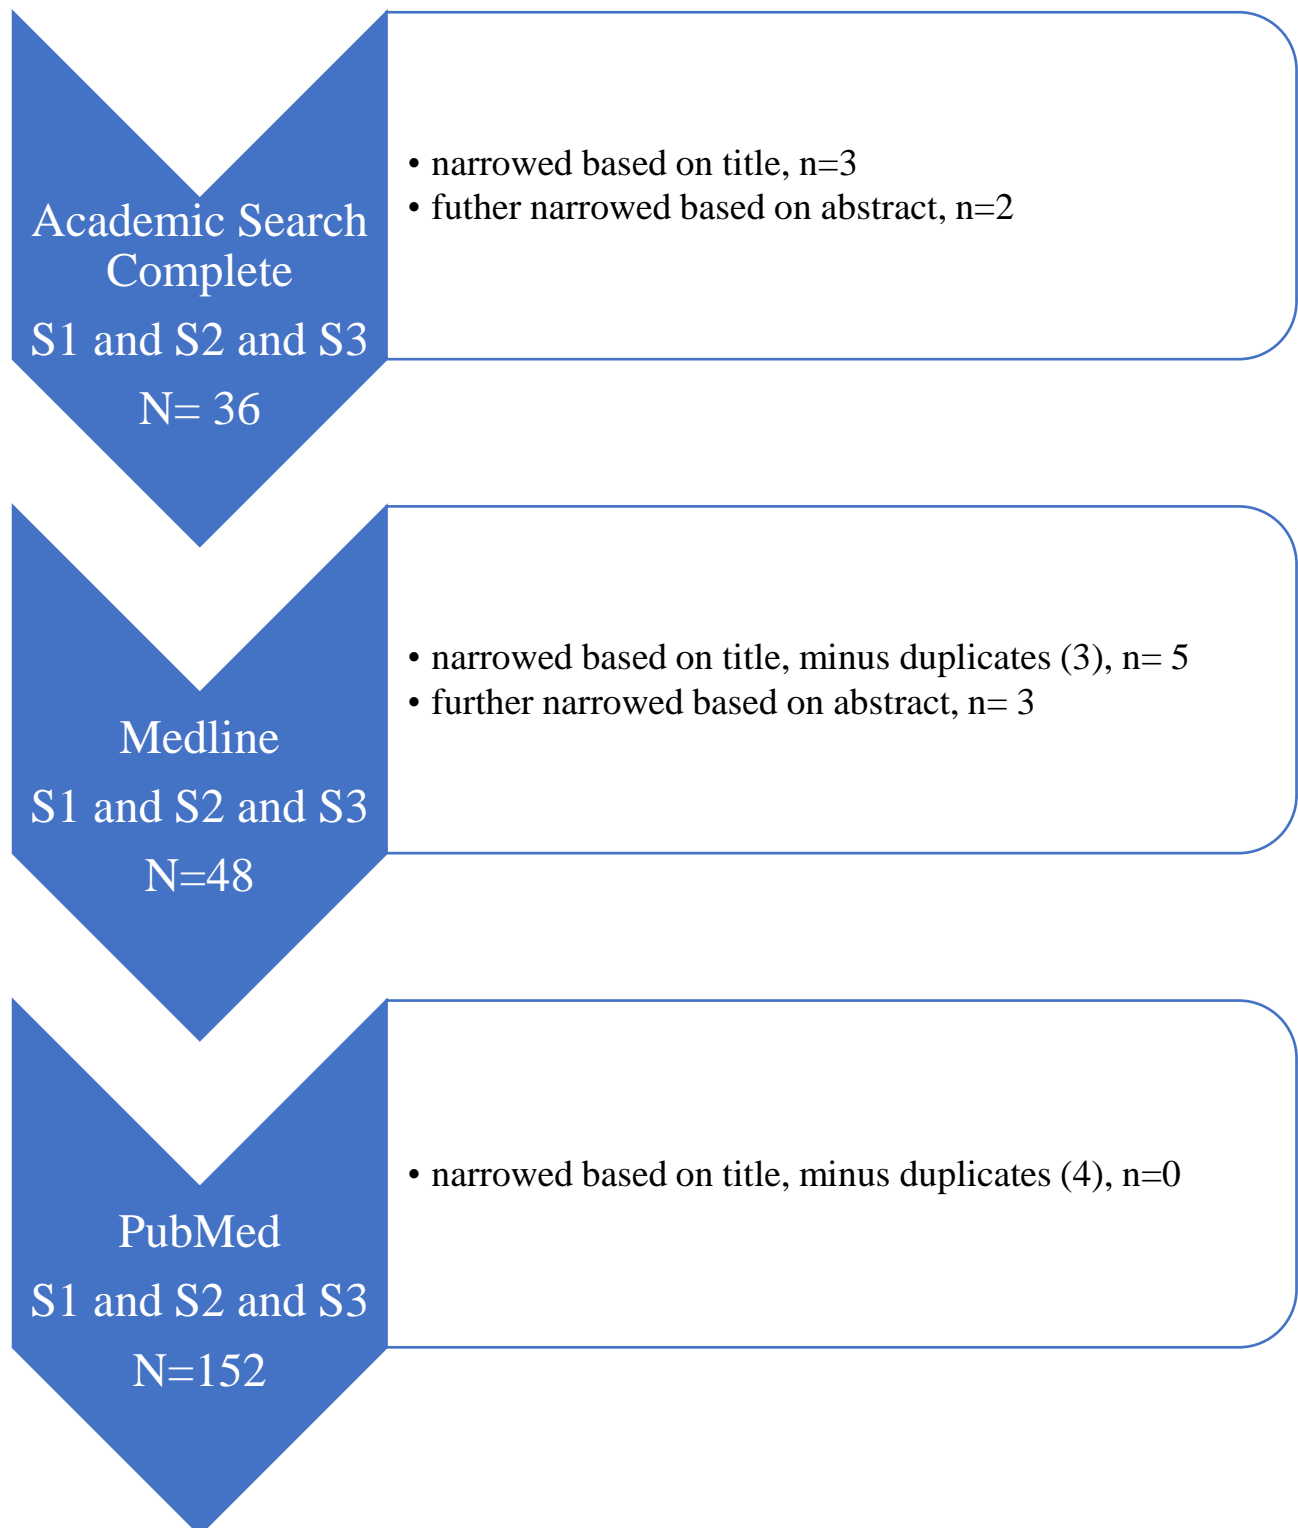 Academic Search
Complete
S1 and S2 and S3
N= 36
• narrowed based on title, n=3
• futher narrowed based on abstract, n=2
Medline
S1 and S2 and S3
N=48
• narrowed based on title, minus duplicates (3), n= 5
• further narrowed based on abstract, n= 3
PubMed
S1 and S2 and S3
N=152
• narrowed based on title, minus duplicates (4), n=0